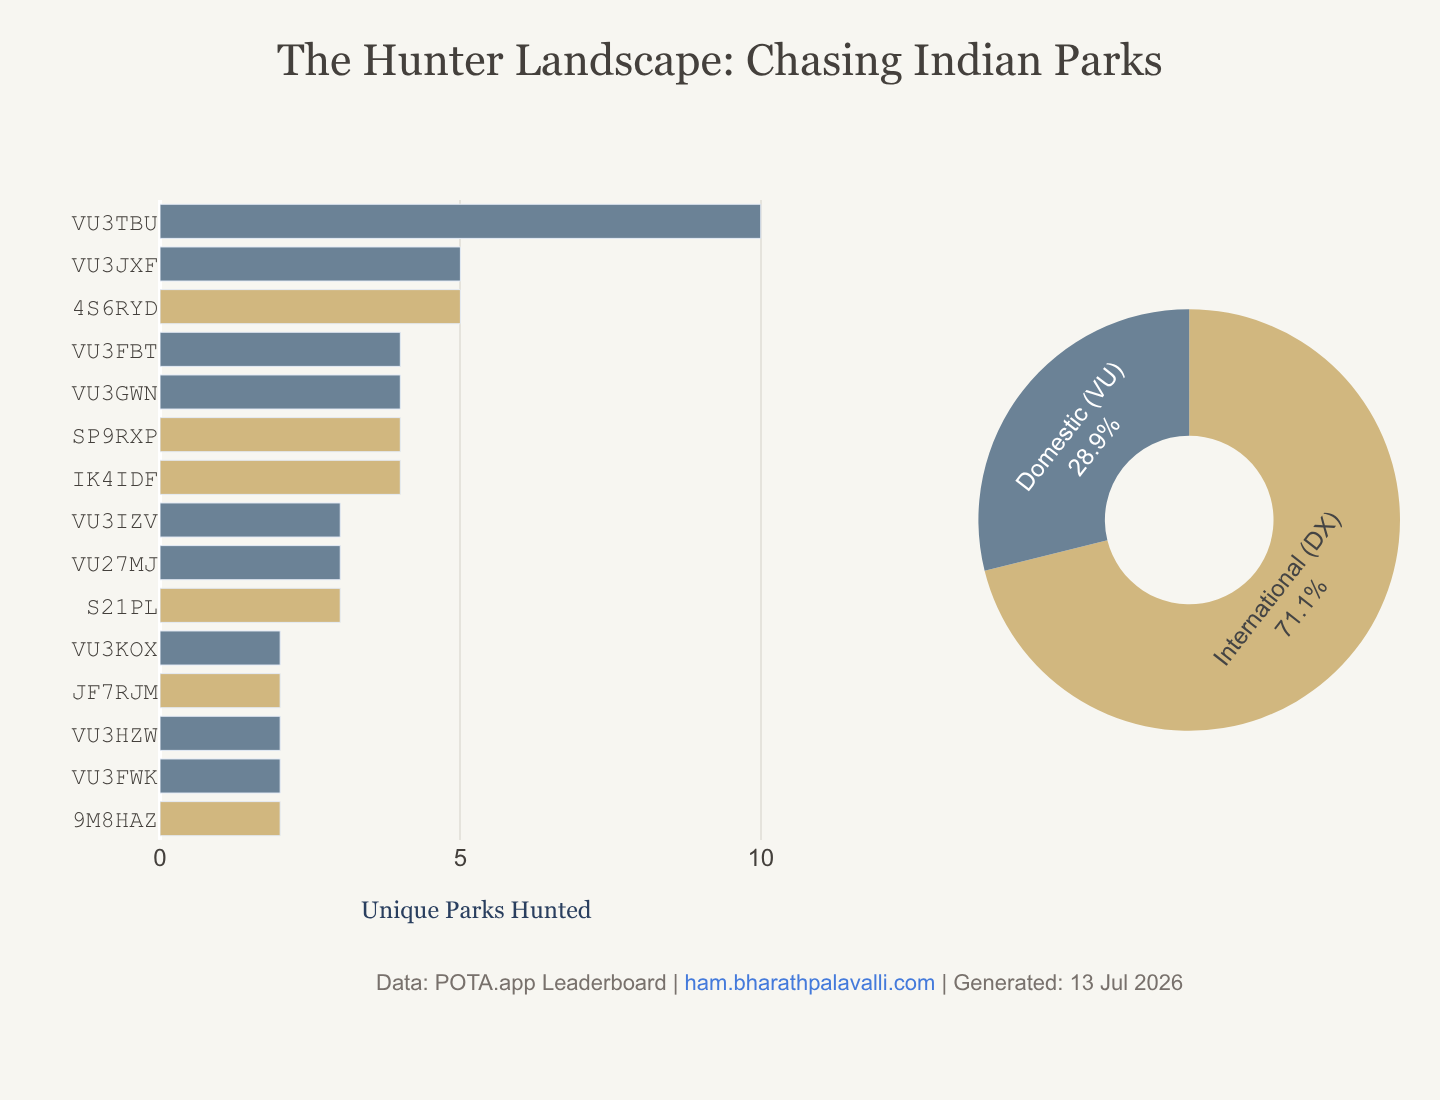 The Hunter Landscape: Chasing Indian Parks
VU3TBU
VU3JXF
4S6RYD
VU3FBT
VU3GWN
SP9RXP
IK4IDF
VU3IZV
VU27MJ
S21PL
VU3KOX
JF7RJM
VU3HZW
VU3FWK
9M8HAZ
0 5 10
Unique Parks Hunted
Domestic (VU)
28.9%
International (DX)
71.1%
Data: POTA.app Leaderboard | ham.bharathpalavalli.com | Generated: 13 Jul 2026